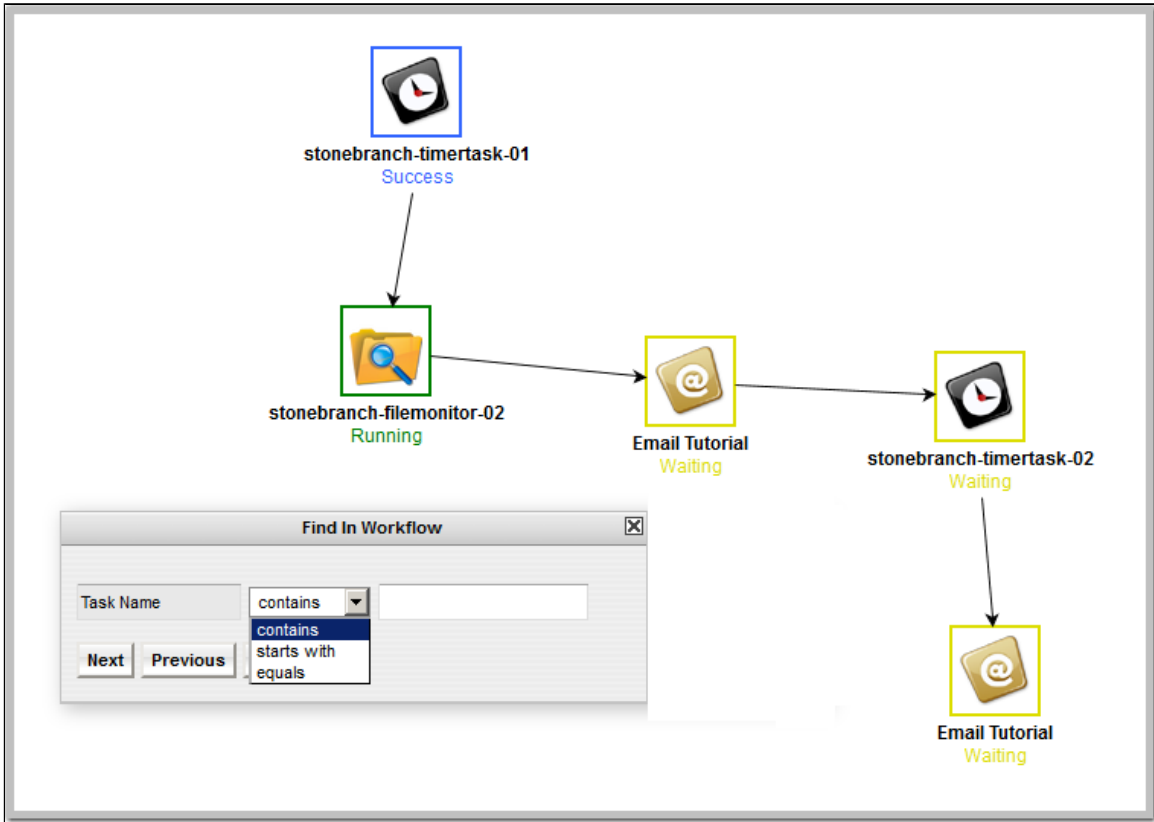 stonebranch-timertask-01
Success
stonebranch-filemonitor-02
Running
@
Email Tutorial
Waiting
stonebranch-timertask-02
Waiting
Find In Workflow
Task Name
contains
contains
starts with
equals
Next Previous
@
Email Tutorial
Waiting